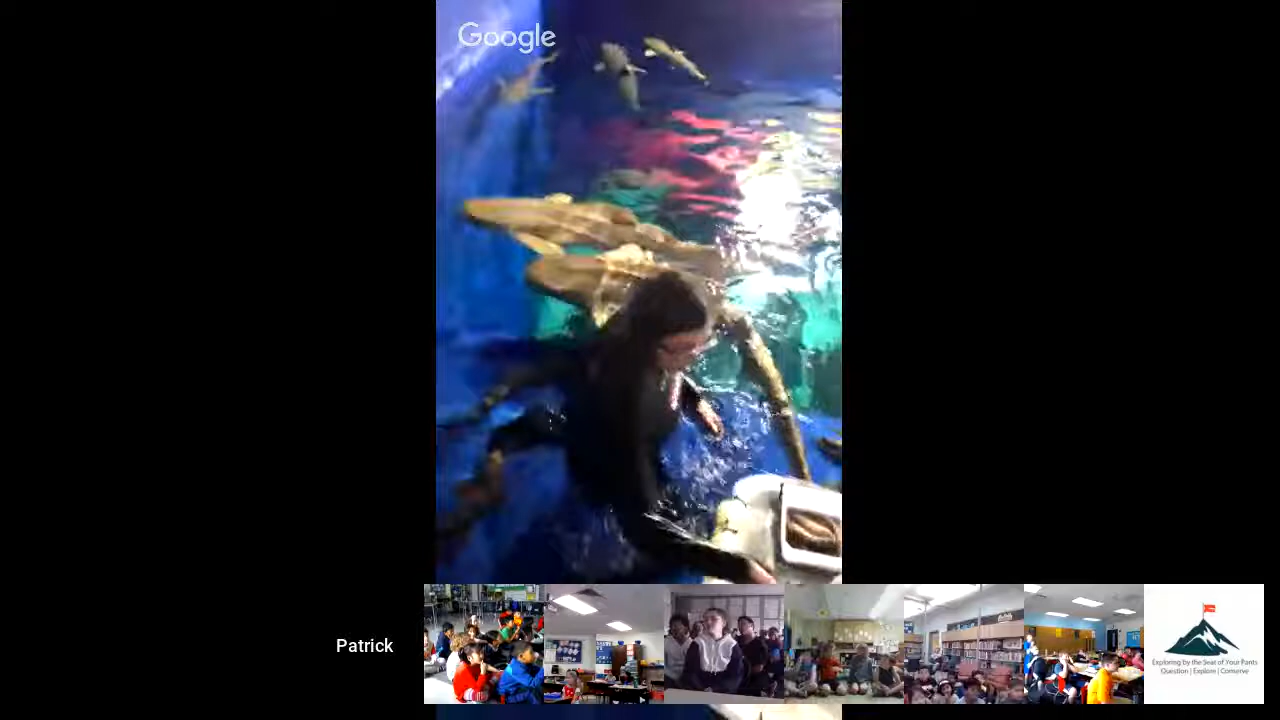 Google
Patrick
Exploring by the Seat of Your Pants
Question | Explore | Conserve